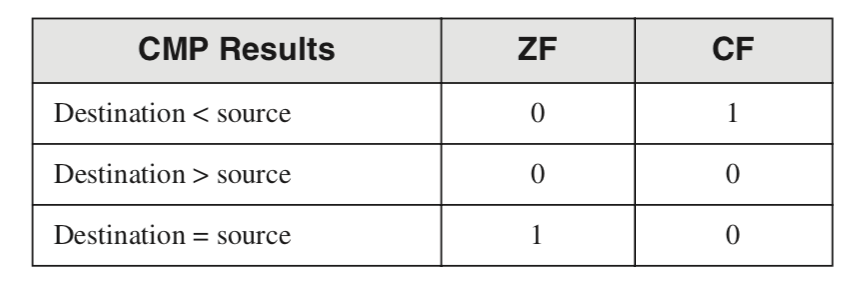 CMP Results ZF CF
Destination < source 0 1
Destination > source 0 0
Destination = source 1 0